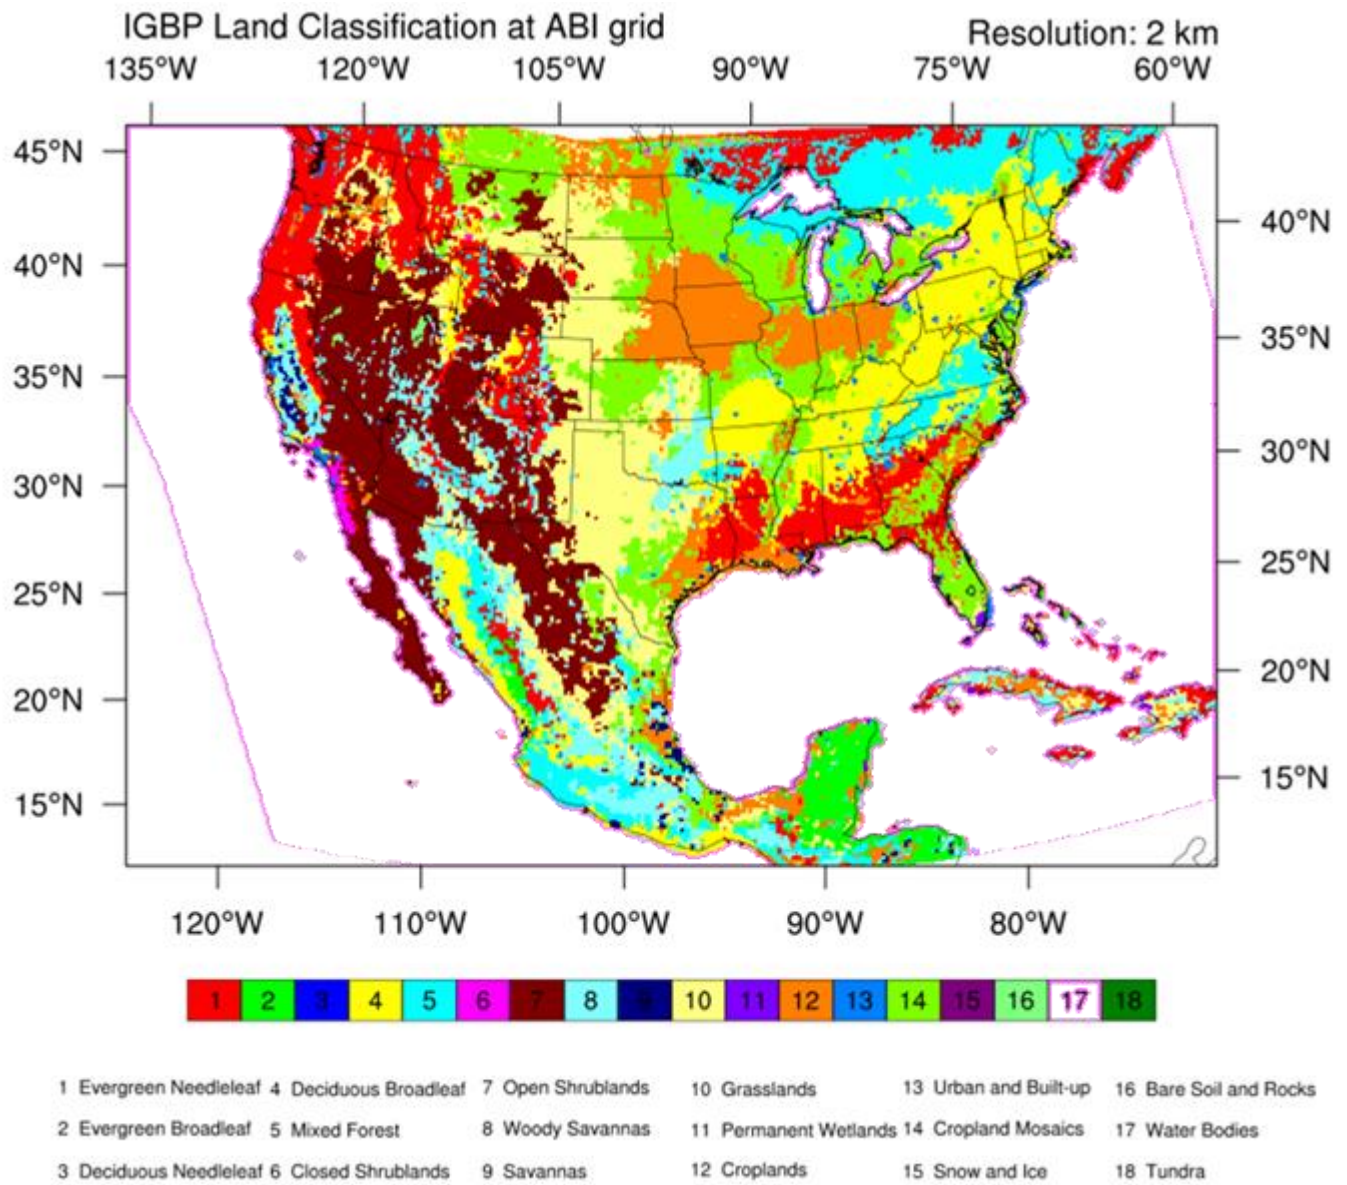 IGBP Land Classification at ABI grid
Resolution: 2 km
135°W 120°W 105°W 90°W 75°W 60°W
45°N
40°N
40°N
35°N
35°N
30°N
30°N
25°N
25°N
20°N
20°N
15°N
15°N
120°W 110°W 100°W 90°W 80°W
1 2 3 4 5 6 7 8 9 10 11 12 13 14 15 16 17 18
1 Evergreen Needleleaf 4 Deciduous Broadleaf 7 Open Shrublands 10 Grasslands 13 Urban and Built-up 16 Bare Soil and Rocks
2 Evergreen Broadleaf 5 Mixed Forest 8 Woody Savannas 11 Permanent Wetlands 14 Cropland Mosaics 17 Water Bodies
3 Deciduous Needleleaf 6 Closed Shrublands 9 Savannas 12 Croplands 15 Snow and Ice 18 Tundra